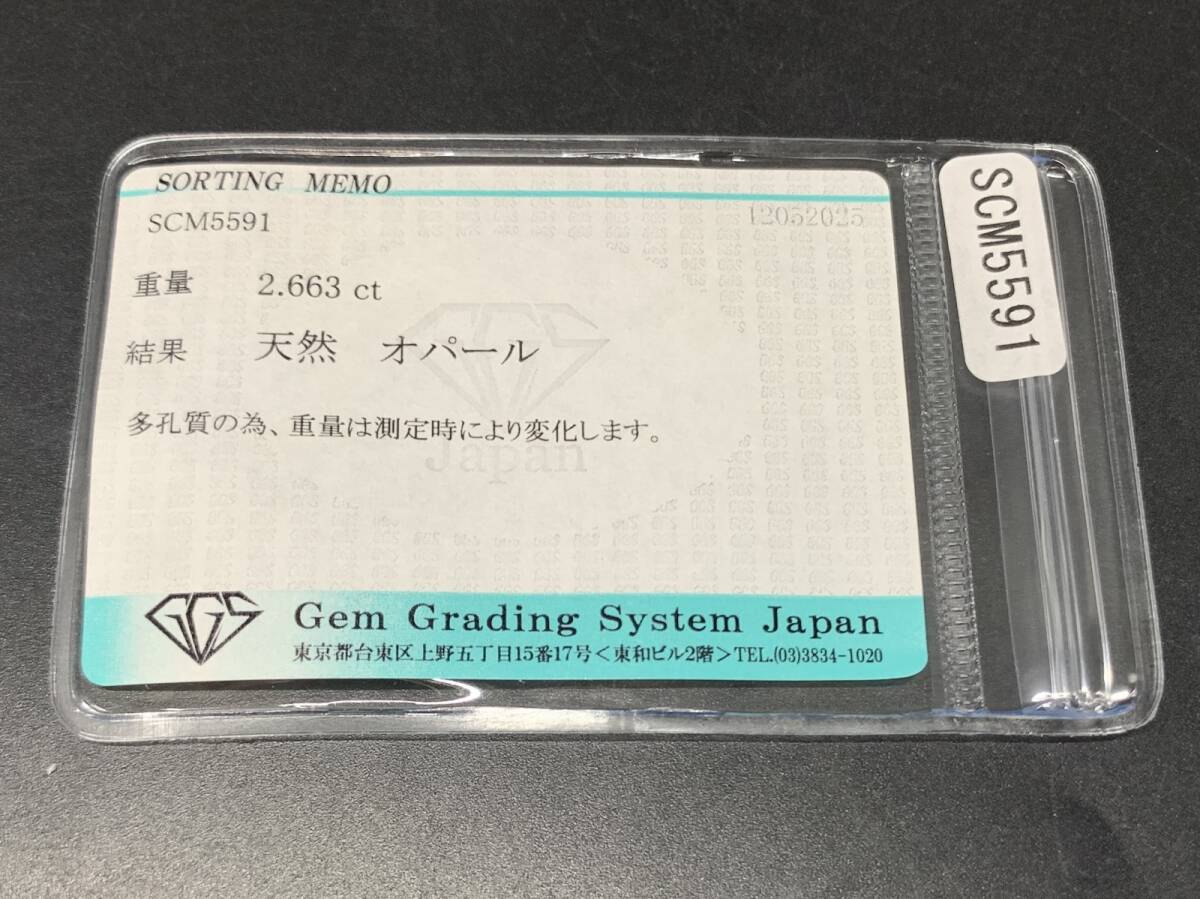 SORTING MEMO
SCM5591
12052025
重量 2.663 ct
結果 天然 オパール
多孔質の為、重量は測定時により変化します。
Japan
GGS
Gem Grading System Japan
東京都台東区上野五丁目15番17号<東和ビル2階>TEL.(03)3834-1020
SCM5591